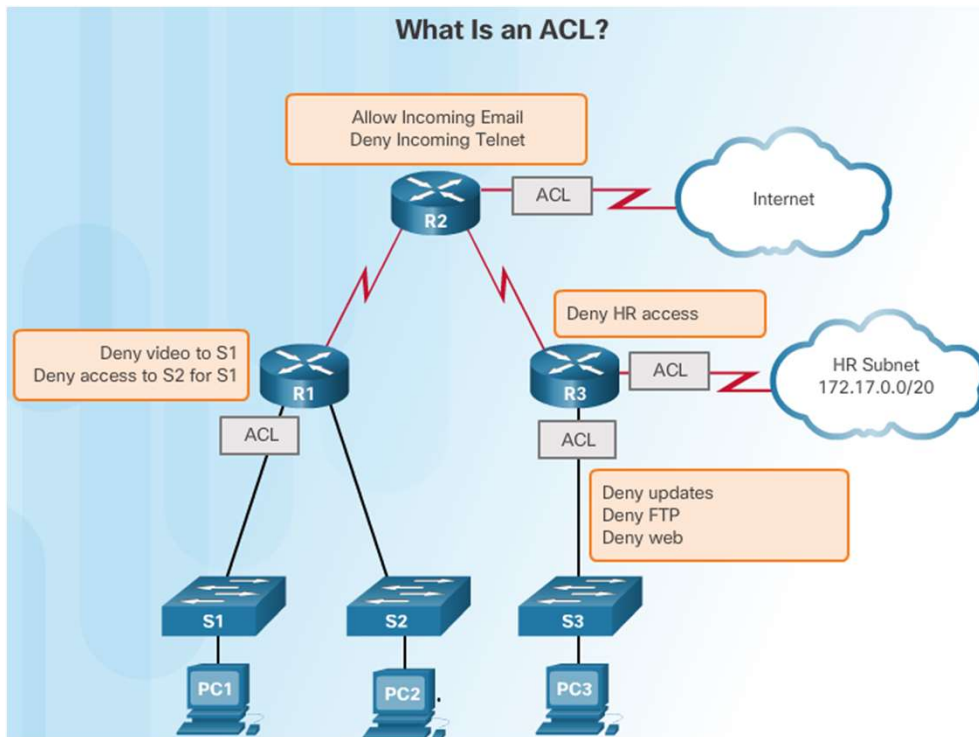 What Is an ACL?
Allow Incoming Email
Deny Incoming Telnet
ACL
Internet
R2
Deny HR access
Deny video to S1
Deny access to S2 for S1
R1
R3
ACL
HR Subnet
172.17.0.0/20
ACL
ACL
Deny updates
Deny FTP
Deny web
S1
S2
S3
PC1
PC2
PC3